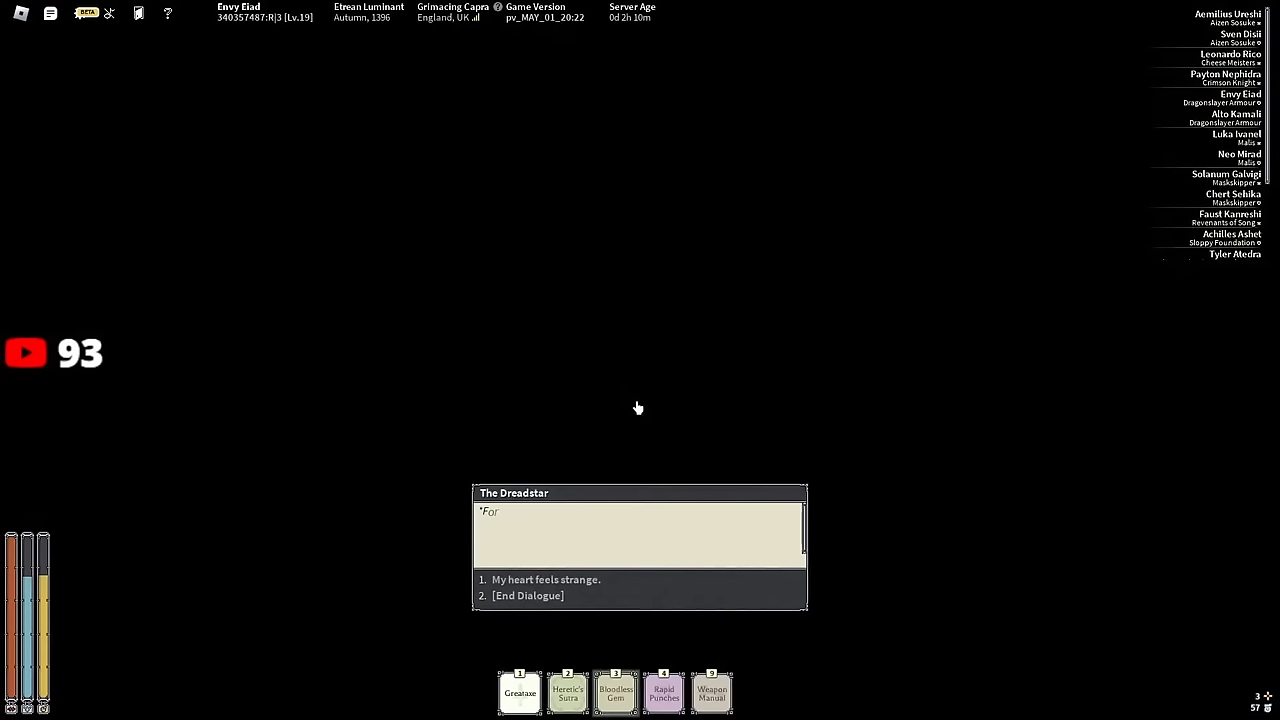 BETA
?
Envy Eiad
340357487:R|3 [Lv.19]
Etrean Luminant
Autumn, 1396
Grimacing Capra ?
England, UK
Game Version
pv_MAY_01_20:22
Server Age
0d 2h 10m
Aemilius Ureshi
Aizen Sosuke
Sven Disii
Aizen Sosuke
Leonardo Rico
Cheese Meisters
Payton Nephidra
Crimson Knight
Envy Eiad
Dragonslayer Armour
Alto Kamali
Dragonslayer Armour
Luka Ivanel
Malis
Neo Mirad
Malis
Solanum Galvigi
Maskskipper
Chert Sehika
Maskskipper
Faust Kanreshi
Revenants of Song
Achilles Ashet
Sloppy Foundation
Tyler Atedra
93
The Dreadstar
*For
1. My heart feels strange.
2. [End Dialogue]
1
Greataxe
2
Heretic's
Sutra
3
Bloodless
Gem
4
Rapid
Punches
9
Weapon
Manual
3
57